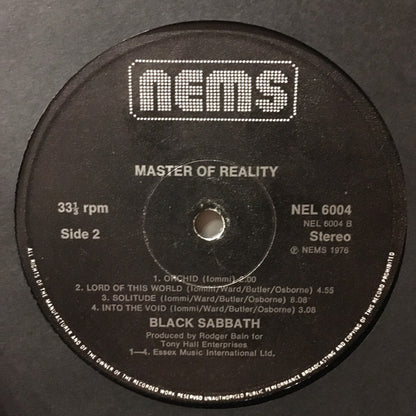 nems
MASTER OF REALITY
33⅓ rpm
NEL 6004
NEL 6004 B
Side 2
Stereo
℗ NEMS 1976
1. ORCHID (Iommi) 2.00
2. LORD OF THIS WORLD (Iommi/Ward/Butler/Osborne) 4.55
3. SOLITUDE (Iommi/Ward/Butler/Osborne) 8.08
4. INTO THE VOID (Iommi/Ward/Butler/Osborne) 3.08
BLACK SABBATH
Produced by Rodger Bain for
Tony Hall Enterprises
1—4. Essex Music International Ltd.
ALL RIGHTS OF THE MANUFACTURER AND OF THE OWNER OF THE RECORDED WORK RESERVED UNAUTHORISED PUBLIC PERFORMANCE BROADCASTING AND COPYING OF THIS RECORD PROHIBITED